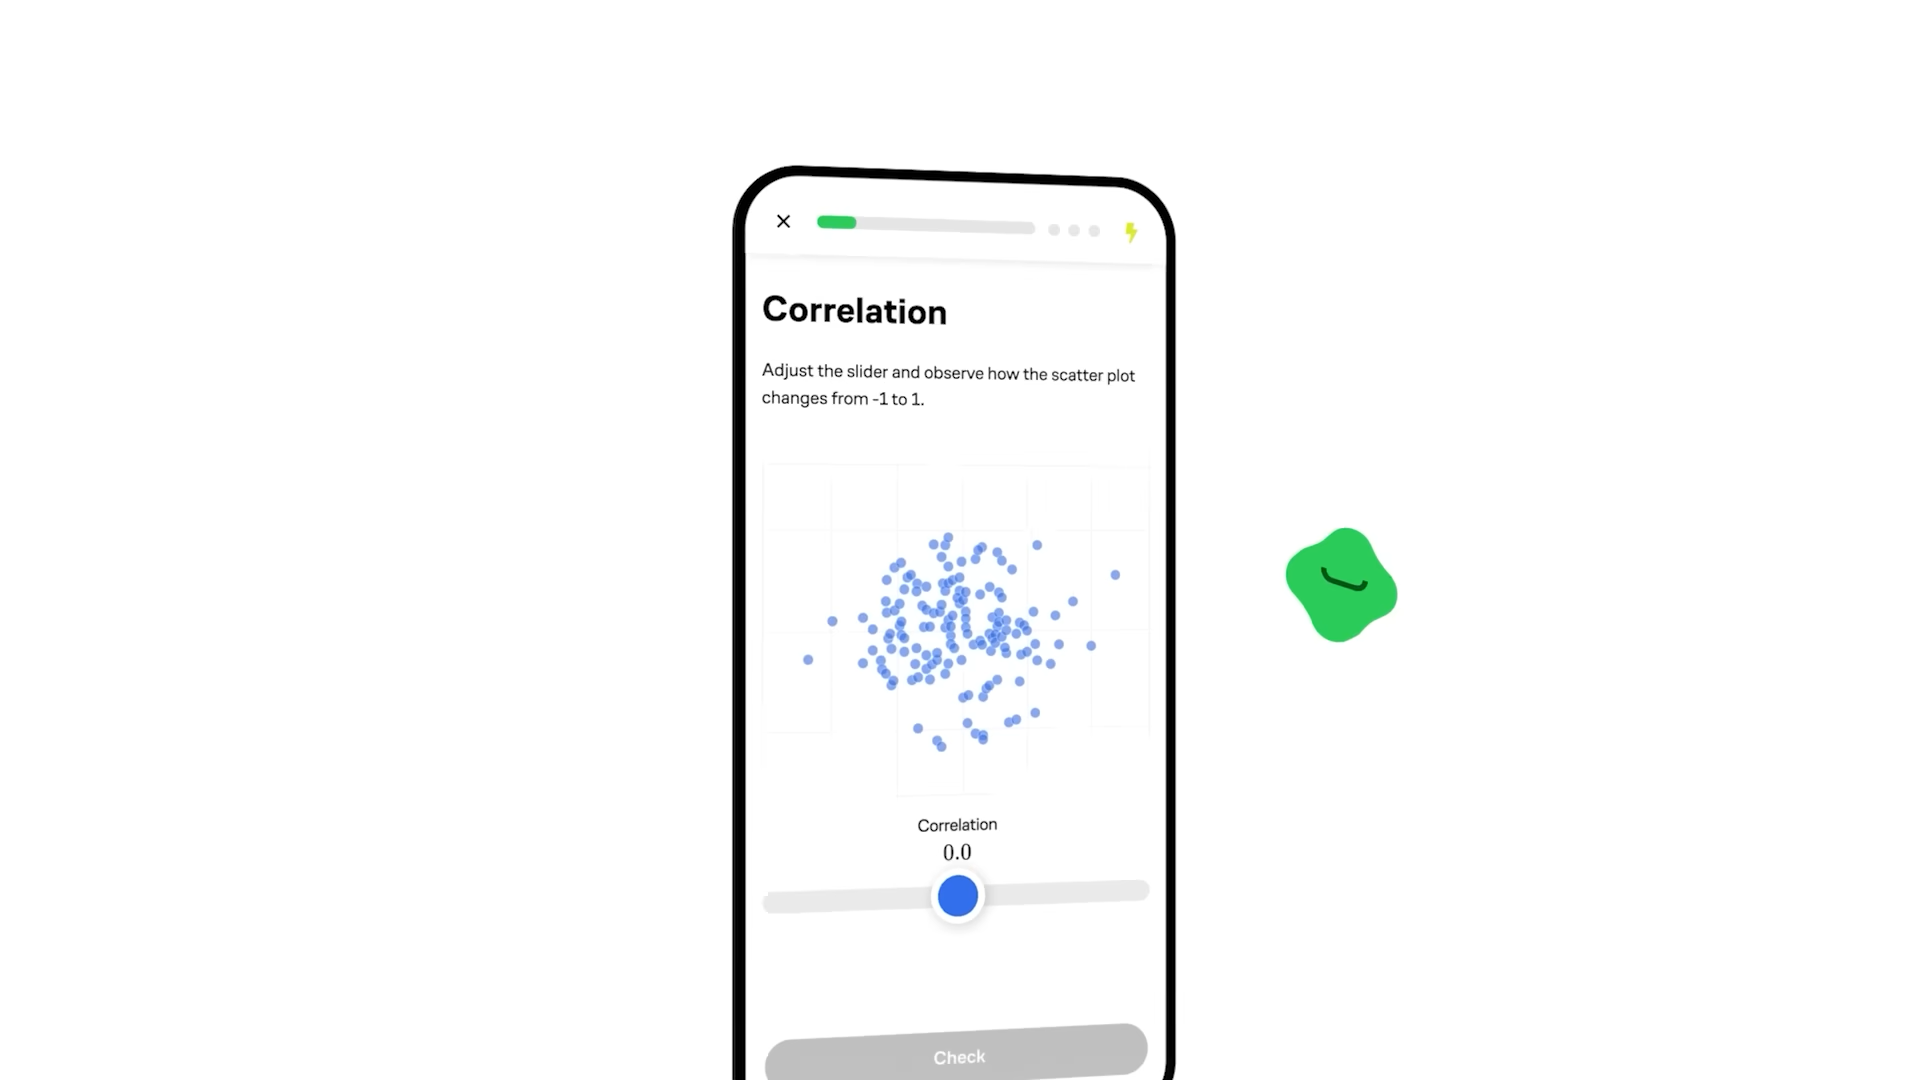 Correlation
Adjust the slider and observe how the scatter plot
changes from -1 to 1.
Correlation
0.0
Check